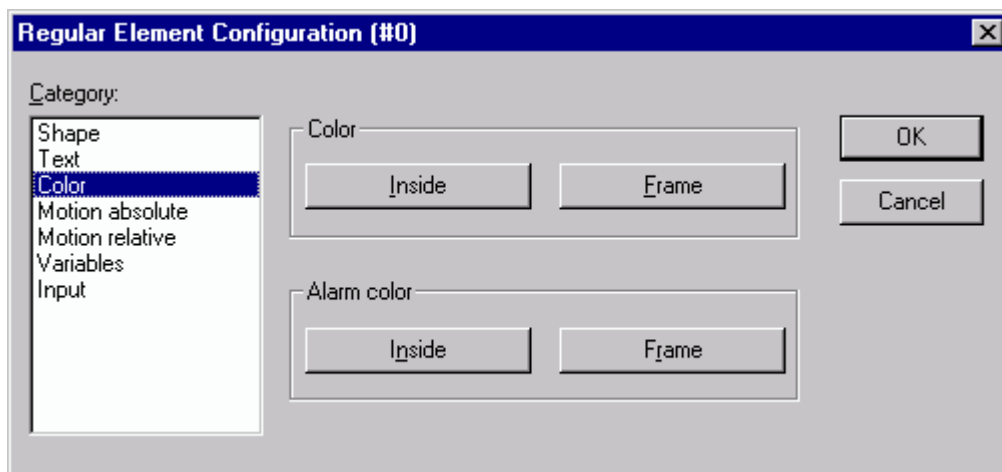 Regular Element Configuration (#0)
Category:
Shape
Text
Color
Motion absolute
Motion relative
Variables
Input
Color
Inside
Frame
Alarm color
Inside
Frame
OK
Cancel